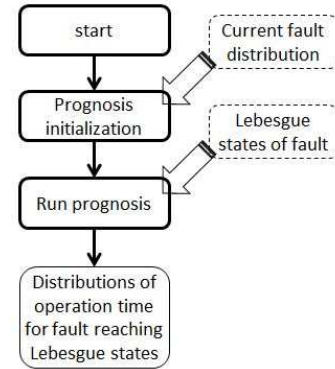 start
Current fault
distribution
Prognosis
initialization
Lebesgue
states of fault
Run prognosis
Distributions of
operation time
for fault reaching
Lebesgue states